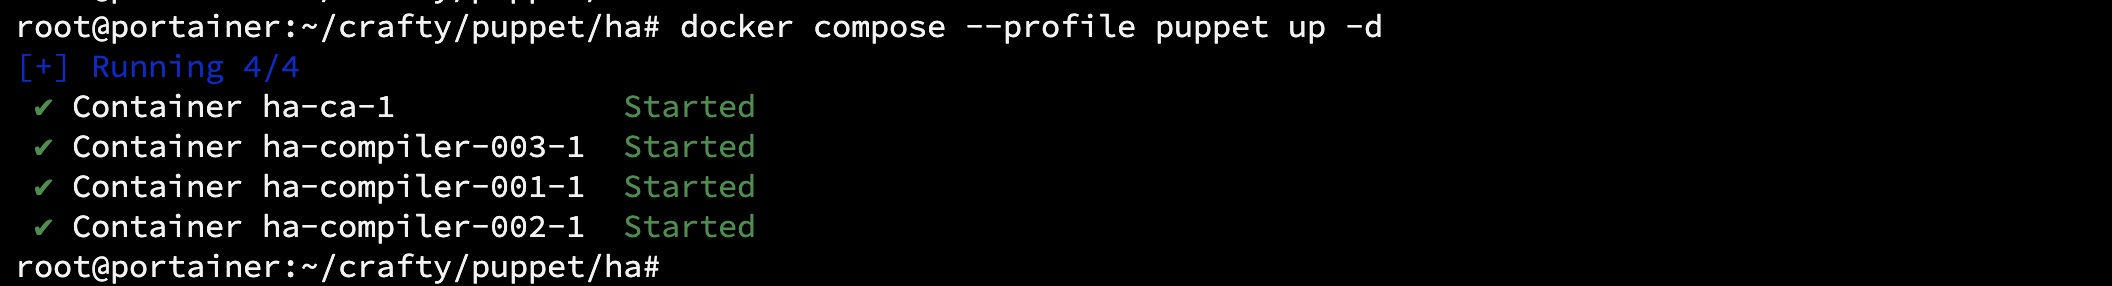 root@portainer:~/crafty/puppet/ha# docker compose --profile puppet up -d
[+] Running 4/4
✔ Container ha-ca-1 Started
✔ Container ha-compiler-003-1 Started
✔ Container ha-compiler-001-1 Started
✔ Container ha-compiler-002-1 Started
root@portainer:~/crafty/puppet/ha#